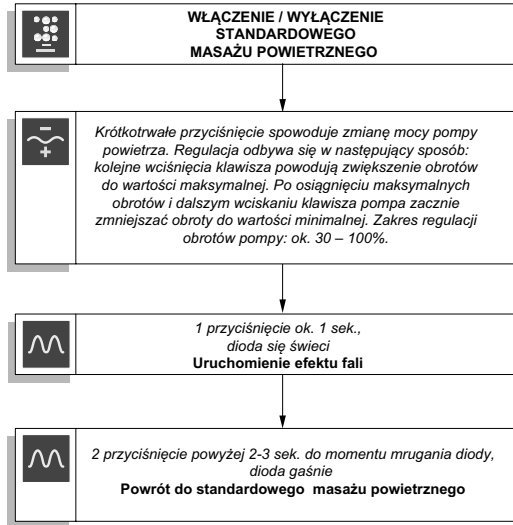 WŁĄCZENIE / WYŁĄCZENIE
STANDARDOWEGO
MASAŻU POWIETRZNEGO
Krótkotrwałe przyciśnięcie spowoduje zmianę mocy pompy
powietrza. Regulacja odbywa się w następujący sposób:
kolejne wciśnięcia klawisza powodują zwiększenie obrotów
do wartości maksymalnej. Po osiągnięciu maksymalnych
obrotów i dalszym wciskaniu klawisza pompa zacznie
zmniejszać obroty do wartości minimalnej. Zakres regulacji
obrotów pompy: ok. 30 – 100%.
1 przyciśnięcie ok. 1 sek.,
dioda się świeci
Uruchomienie efektu fali
2 przyciśnięcie powyżej 2-3 sek. do momentu mrugania diody,
dioda gaśnie
Powrót do standardowego masażu powietrznego